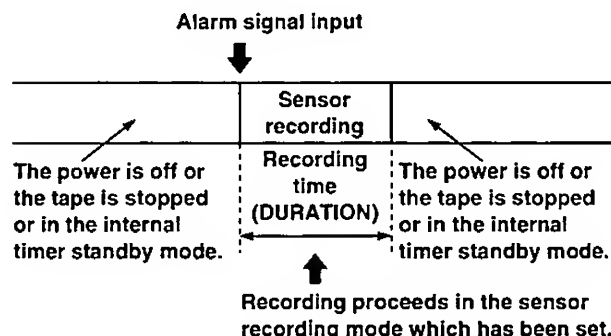 Alarm signal input
Sensor
recording
The power is off or
the tape is stopped
or in the internal
timer standby mode.
Recording
time
(DURATION)
The power is off or
the tape is stopped
or in the internal
timer standby mode.
Recording proceeds in the sensor
recording mode which has been set.